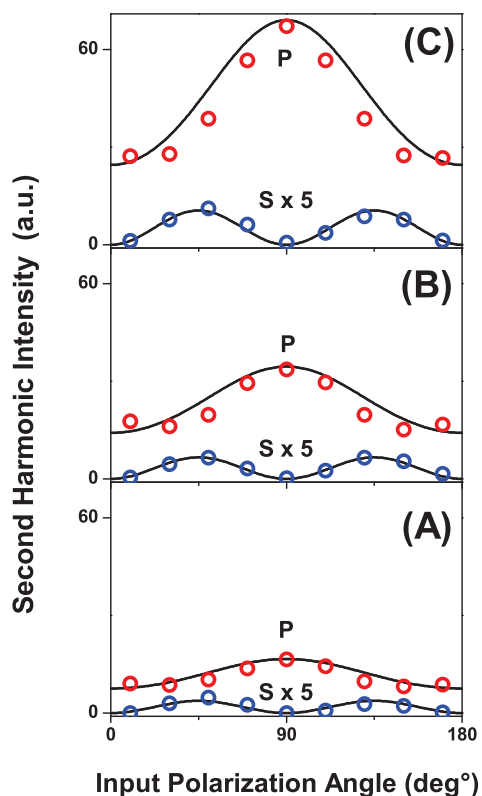 60
(C)
P
S x 5
0
60
(B)
P
S x 5
0
60
(A)
P
S x 5
0
0
90
180
Second Harmonic Intensity (a.u.)
Input Polarization Angle (deg°)